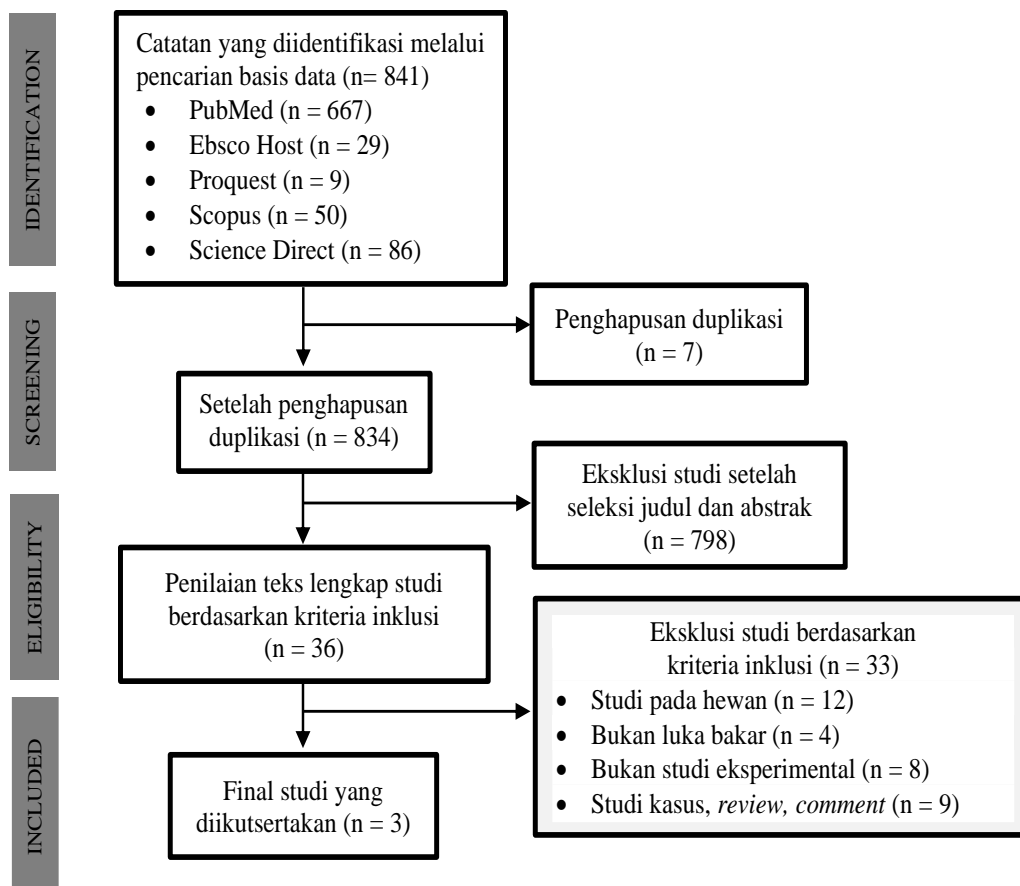 IDENTIFICATION
Catatan yang diidentifikasi melalui
pencarian basis data (n= 841)
• PubMed (n = 667)
• Ebsco Host (n = 29)
• Proquest (n = 9)
• Scopus (n = 50)
• Science Direct (n = 86)
SCREENING
Penghapusan duplikasi
(n = 7)
Setelah penghapusan
duplikasi (n = 834)
Eksklusi studi setelah
seleksi judul dan abstrak
(n = 798)
ELIGIBILITY
Penilaian teks lengkap studi
berdasarkan kriteria inklusi
(n = 36)
Eksklusi studi berdasarkan
kriteria inklusi (n = 33)
• Studi pada hewan (n = 12)
• Bukan luka bakar (n = 4)
• Bukan studi eksperimental (n = 8)
• Studi kasus, review, comment (n = 9)
INCLUDED
Final studi yang
diikutsertakan (n = 3)